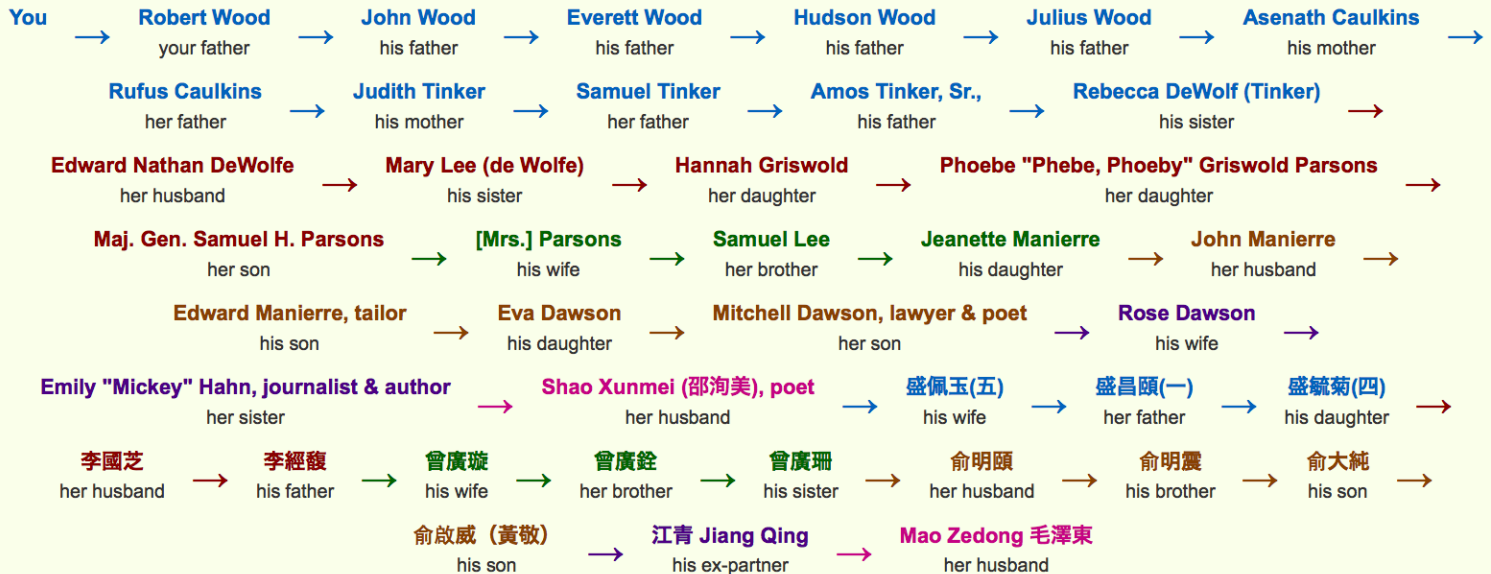 You → Robert Wood → John Wood → Everett Wood → Hudson Wood → Julius Wood → Asenath Caulkins →
your father his father his father his father his father his mother
Rufus Caulkins → Judith Tinker → Samuel Tinker → Amos Tinker, Sr., → Rebecca DeWolf (Tinker) →
her father his mother her father his father his sister
Edward Nathan DeWolfe → Mary Lee (de Wolfe) → Hannah Griswold → Phoebe "Phebe, Phoeby" Griswold Parsons →
her husband his sister her daughter her daughter
Maj. Gen. Samuel H. Parsons → [Mrs.] Parsons → Samuel Lee → Jeanette Manierre → John Manierre →
her son his wife her brother his daughter her husband
Edward Manierre, tailor → Eva Dawson → Mitchell Dawson, lawyer & poet → Rose Dawson →
his son his daughter her son his wife
Emily "Mickey" Hahn, journalist & author → Shao Xunmei (邵洵美), poet → 盛佩玉(五) → 盛昌頤(一) → 盛毓菊(四) →
her sister her husband his wife her father his daughter
李國芝 → 李經馥 → 曾廣璇 → 曾廣銓 → 曾廣珊 → 俞明頤 → 俞明震 → 俞大純 →
her husband his father his wife her brother his sister her husband his brother his son
俞啟威（黃敬） → 江青 Jiang Qing → Mao Zedong 毛澤東
his son his ex-partner her husband